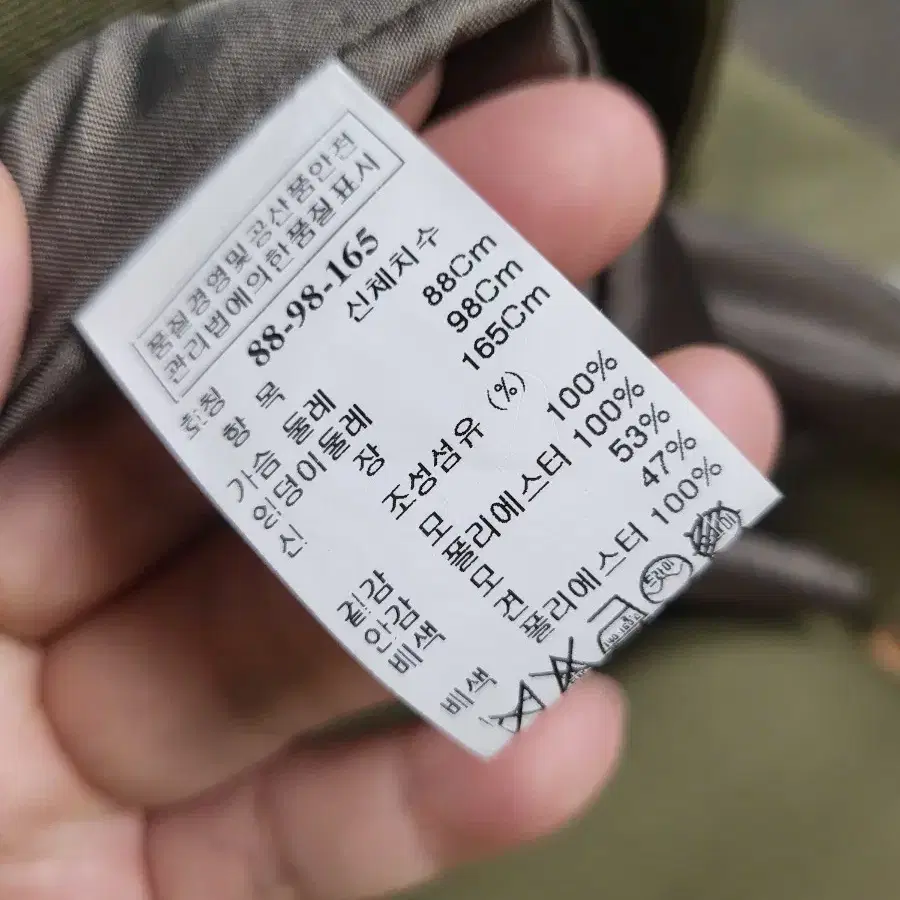 품질경영및공산품안전
관리법에의한품질표시
호칭 88-98-165
항 목 신체치수
가슴 둘레 88Cm
엉덩이둘레 98Cm
신 장 165Cm
조성섬유 (%)
겉감 모 100%
안감 폴리에스터 100%
배색 모 53%
견 47%
배색 폴리에스터 100%
드라이